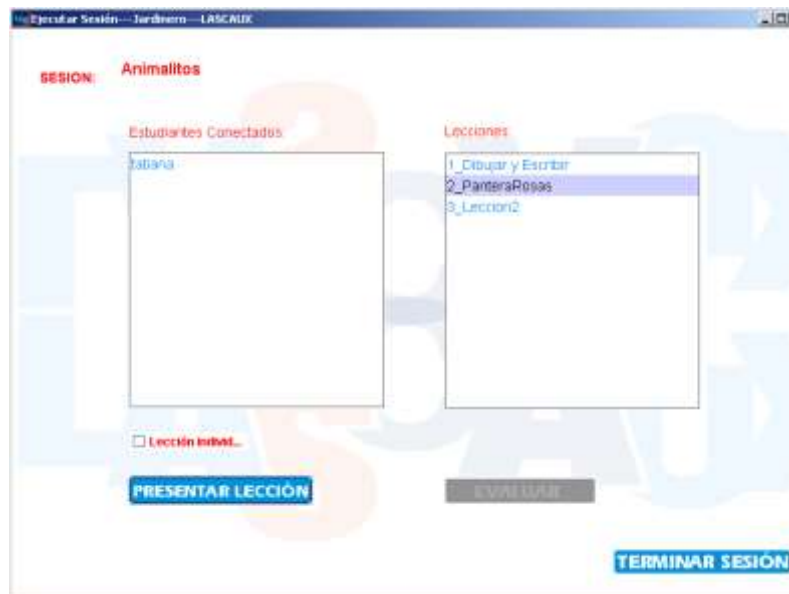 Ejecutar Sesión---Jardinero---LASCAUX
SESION:
Animalitos
Estudiantes Conectados
Lecciones
tatiana
1_Dibujar y Escribir
2_PanteraRosas
3_Leccion2
Lección individ...
PRESENTAR LECCIÓN
EVALUAR
TERMINAR SESIÓN